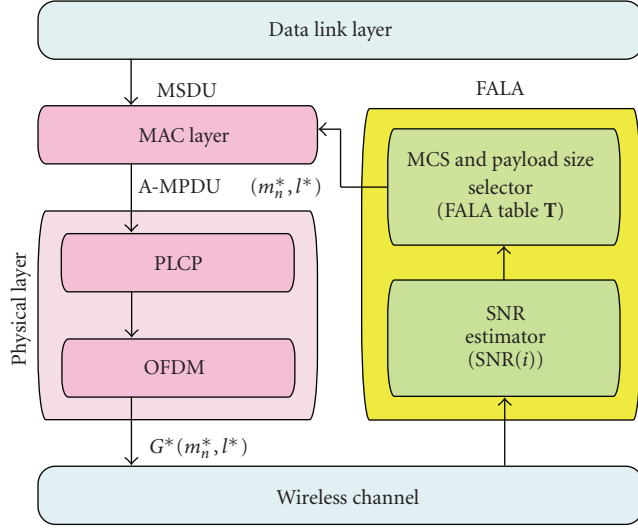 Data link layer
MSDU
FALA
MAC layer
MCS and payload size
selector
(FALA table T)
A-MPDU
(m*n, l*)
Physical layer
PLCP
OFDM
SNR
estimator
(SNR(i))
G*(m*n, l*)
Wireless channel